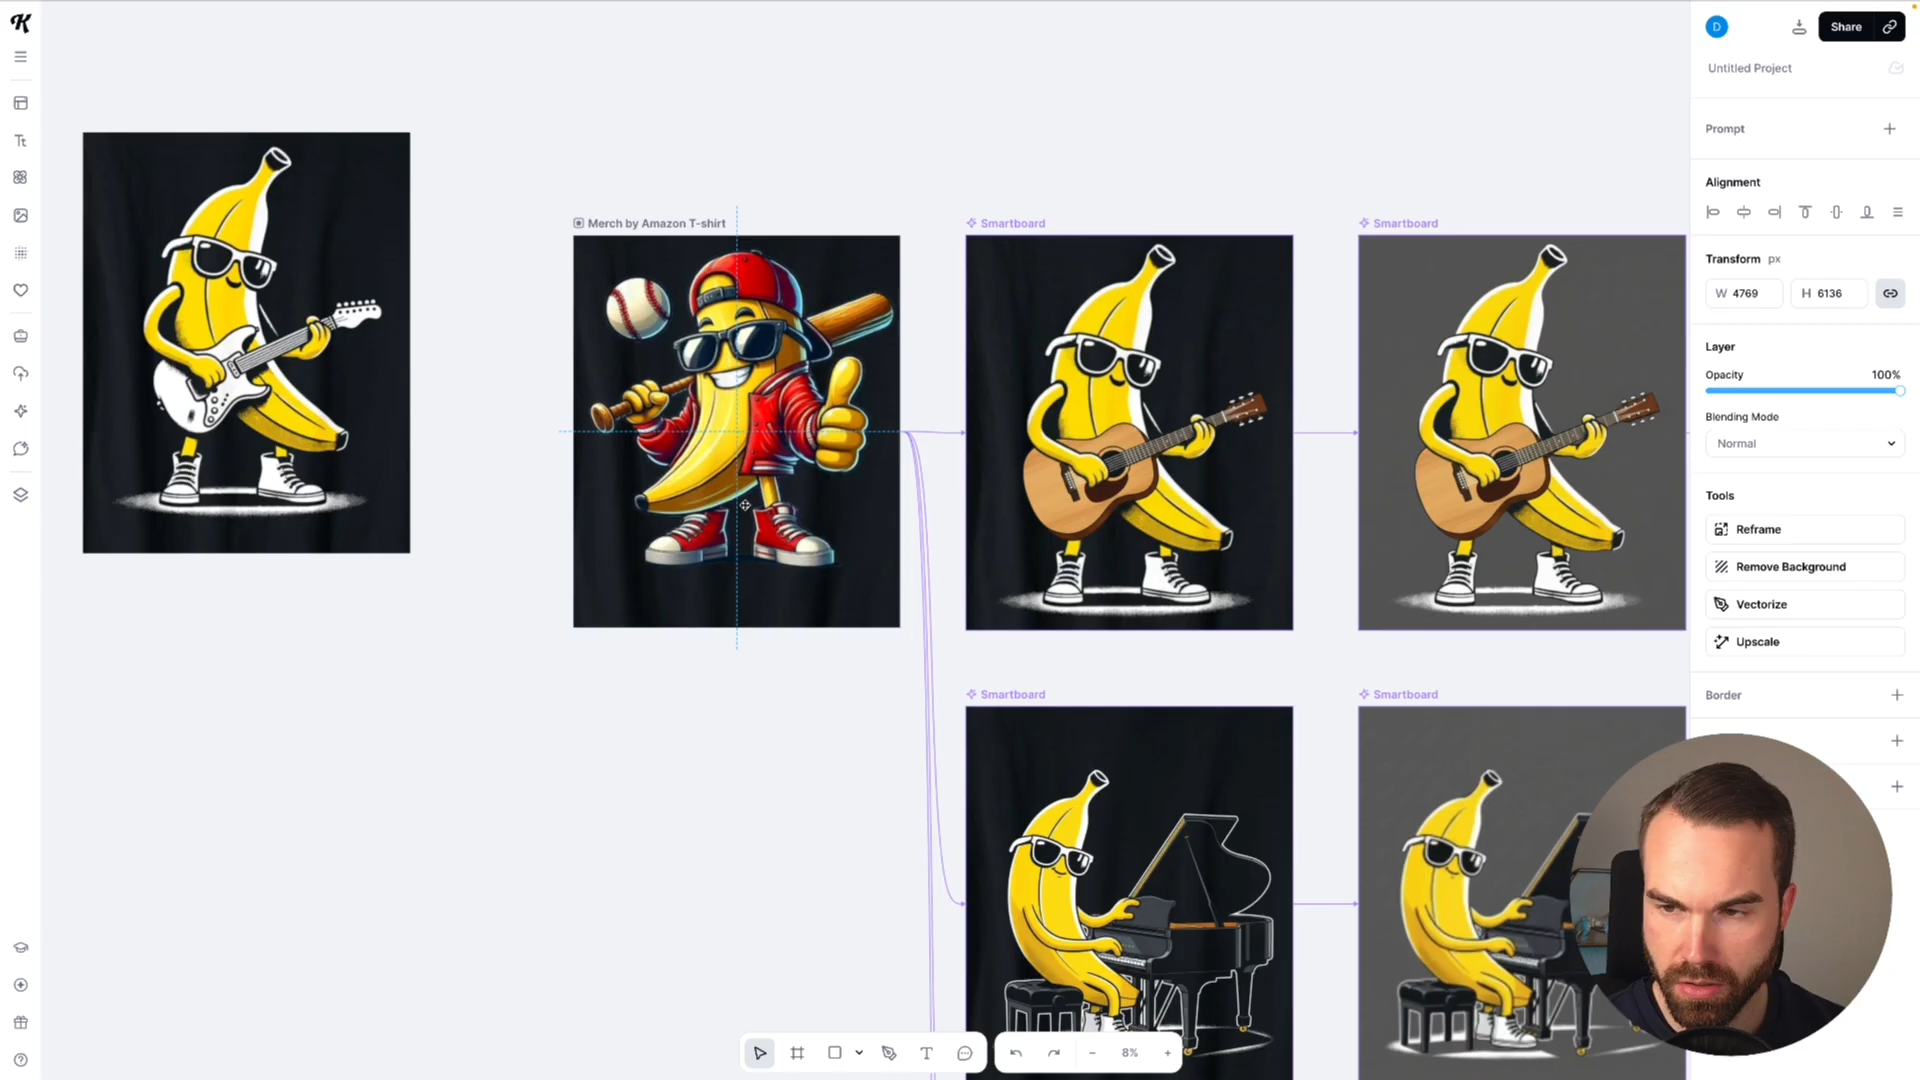 D
Share
Untitled Project
Prompt
Alignment
Merch by Amazon T-shirt
Smartboard
Smartboard
Transform px
W 4769
H 6136
Layer
Opacity 100%
Blending Mode
Normal
Tools
Reframe
Remove Background
Vectorize
Upscale
Smartboard
Smartboard
Border
Tt
T
8%